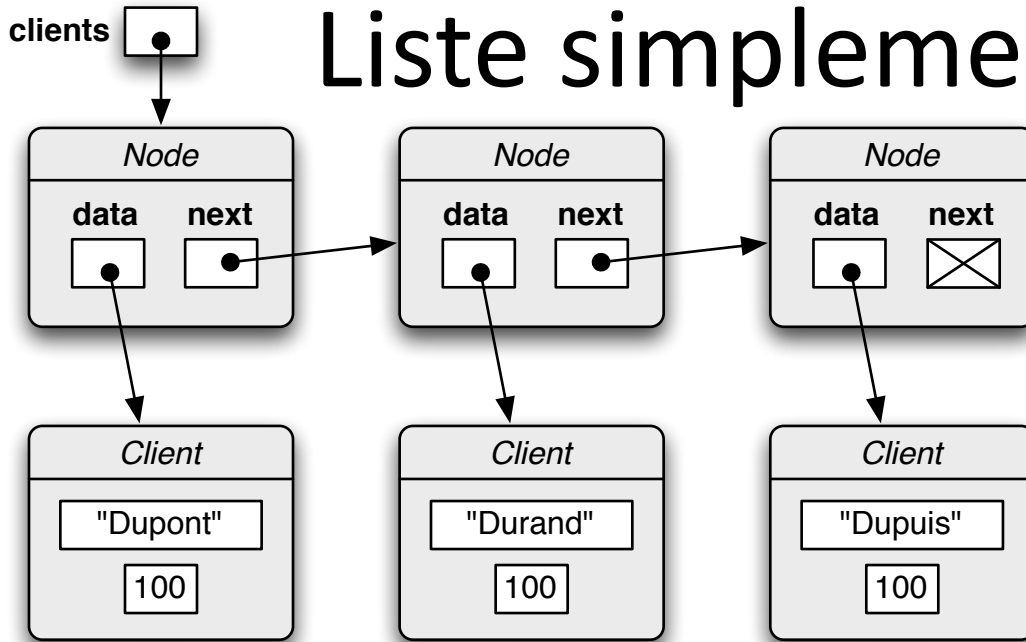 clients
Liste simpleme
Node Node Node
data next data next data next
Client Client Client
"Dupont" "Durand" "Dupuis"
100 100 100